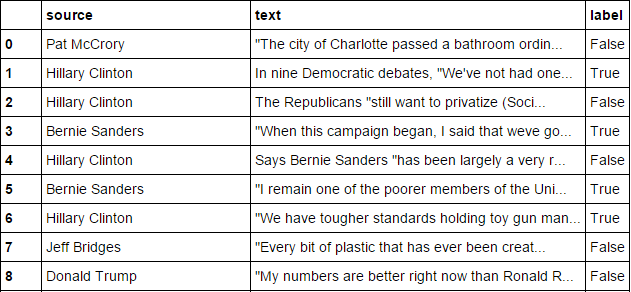 source text label
0 Pat McCrory "The city of Charlotte passed a bathroom ordin... False
1 Hillary Clinton In nine Democratic debates, "We've not had one... True
2 Hillary Clinton The Republicans "still want to privatize (Soci... False
3 Bernie Sanders "When this campaign began, I said that weve go... True
4 Hillary Clinton Says Bernie Sanders "has been largely a very r... False
5 Bernie Sanders "I remain one of the poorer members of the Uni... True
6 Hillary Clinton "We have tougher standards holding toy gun man... True
7 Jeff Bridges "Every bit of plastic that has ever been creat... False
8 Donald Trump "My numbers are better right now than Ronald R... False